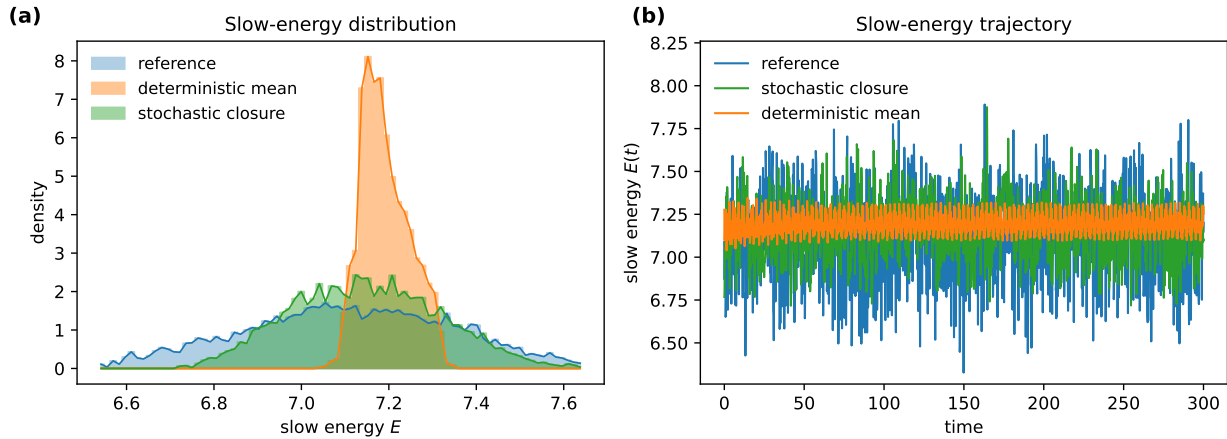 (a)
Slow-energy distribution
reference
deterministic mean
stochastic closure
8
7
6
5
4
3
2
1
0
density
6.6 6.8 7.0 7.2 7.4 7.6
slow energy E
(b)
Slow-energy trajectory
reference
stochastic closure
deterministic mean
8.25
8.00
7.75
7.50
7.25
7.00
6.75
6.50
slow energy E(t)
0 50 100 150 200 250 300
time